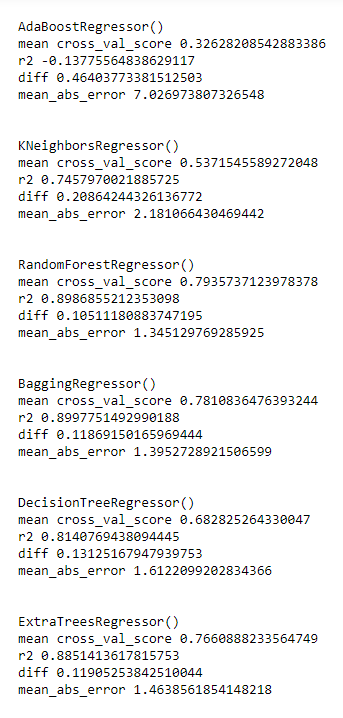 AdaBoostRegressor()
mean cross_val_score 0.32628208542883386
r2 -0.13775564838629117
diff 0.46403773381512503
mean_abs_error 7.026973807326548
KNeighborsRegressor()
mean cross_val_score 0.5371545589272048
r2 0.7457970021885725
diff 0.20864244326136772
mean_abs_error 2.181066430469442
RandomForestRegressor()
mean cross_val_score 0.7935737123978378
r2 0.8986855212353098
diff 0.10511180883747195
mean_abs_error 1.345129769285925
BaggingRegressor()
mean cross_val_score 0.7810836476393244
r2 0.8997751492990188
diff 0.11869150165969444
mean_abs_error 1.3952728921506599
DecisionTreeRegressor()
mean cross_val_score 0.682825264330047
r2 0.8140769438094445
diff 0.13125167947939753
mean_abs_error 1.6122099202834366
ExtraTreesRegressor()
mean cross_val_score 0.7660888233564749
r2 0.8851413617815753
diff 0.11905253842510044
mean_abs_error 1.4638561854148218